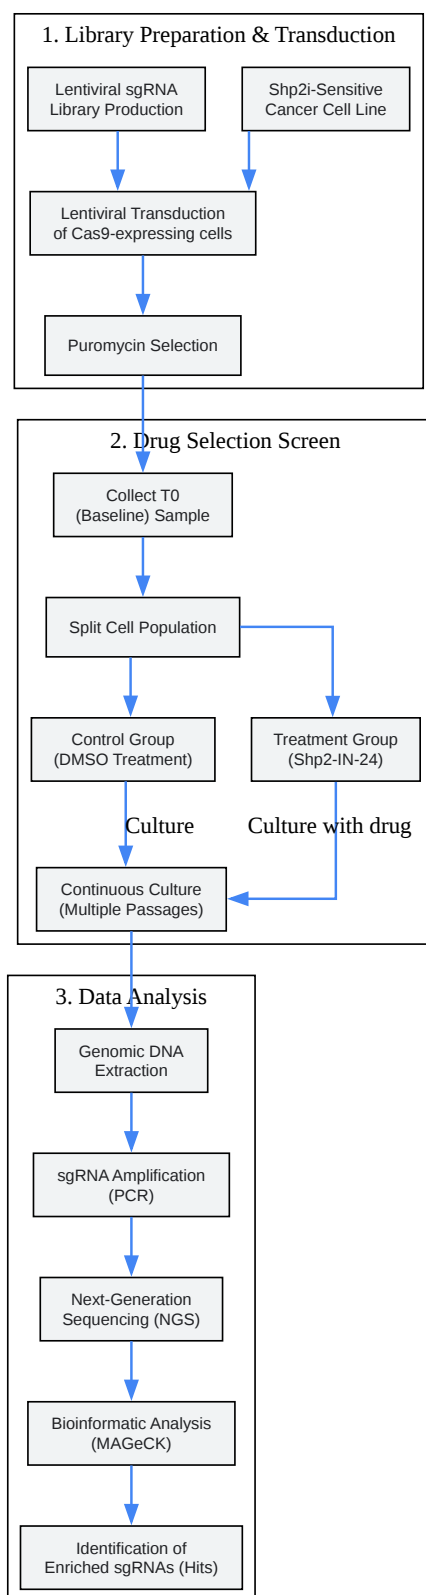 1. Library Preparation & Transduction
Lentiviral sgRNA
Library Production
Shp2i-Sensitive
Cancer Cell Line
Lentiviral Transduction
of Cas9-expressing cells
Puromycin Selection
2. Drug Selection Screen
Collect T0
(Baseline) Sample
Split Cell Population
Control Group
(DMSO Treatment)
Treatment Group
(Shp2-IN-24)
Culture
Culture with drug
Continuous Culture
(Multiple Passages)
3. Data Analysis
Genomic DNA
Extraction
sgRNA Amplification
(PCR)
Next-Generation
Sequencing (NGS)
Bioinformatic Analysis
(MAGeCK)
Identification of
Enriched sgRNAs (Hits)